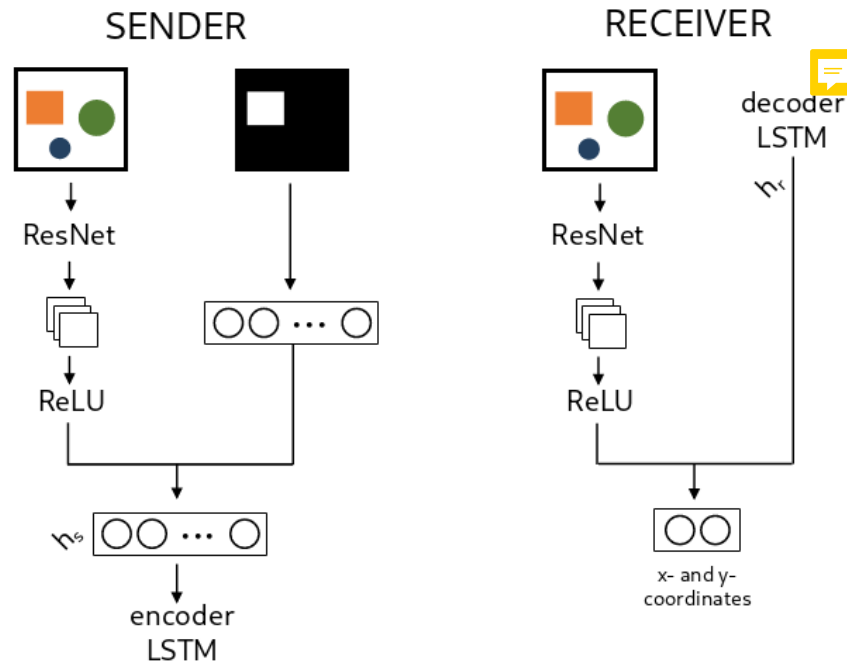 SENDER
ResNet
ReLU
hₛ
encoder
LSTM
RECEIVER
decoder
LSTM
hᵣ
ResNet
ReLU
x- and y-
coordinates